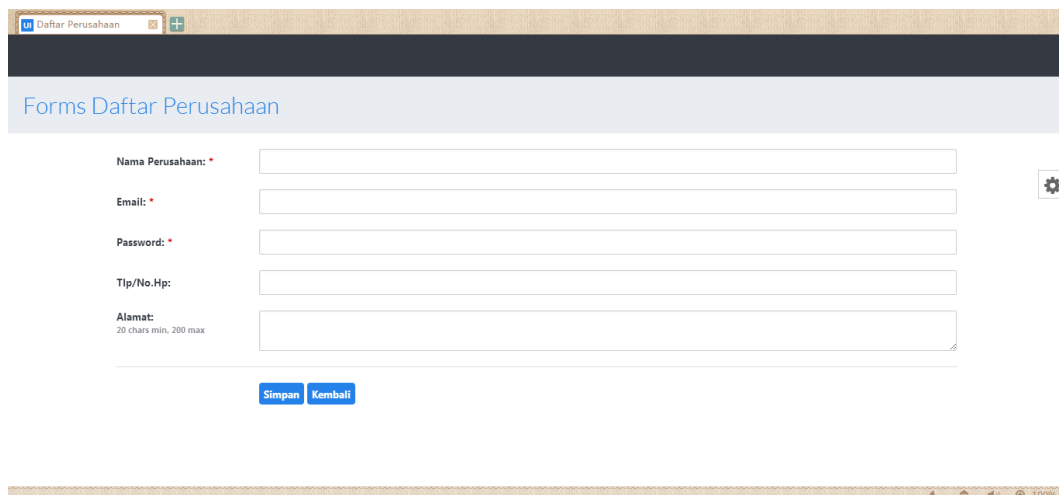 UI Daftar Perusahaan
Forms Daftar Perusahaan
Nama Perusahaan: *
Email: *
Password: *
Tlp/No.Hp:
Alamat:
20 chars min, 200 max
Simpan Kembali
100%